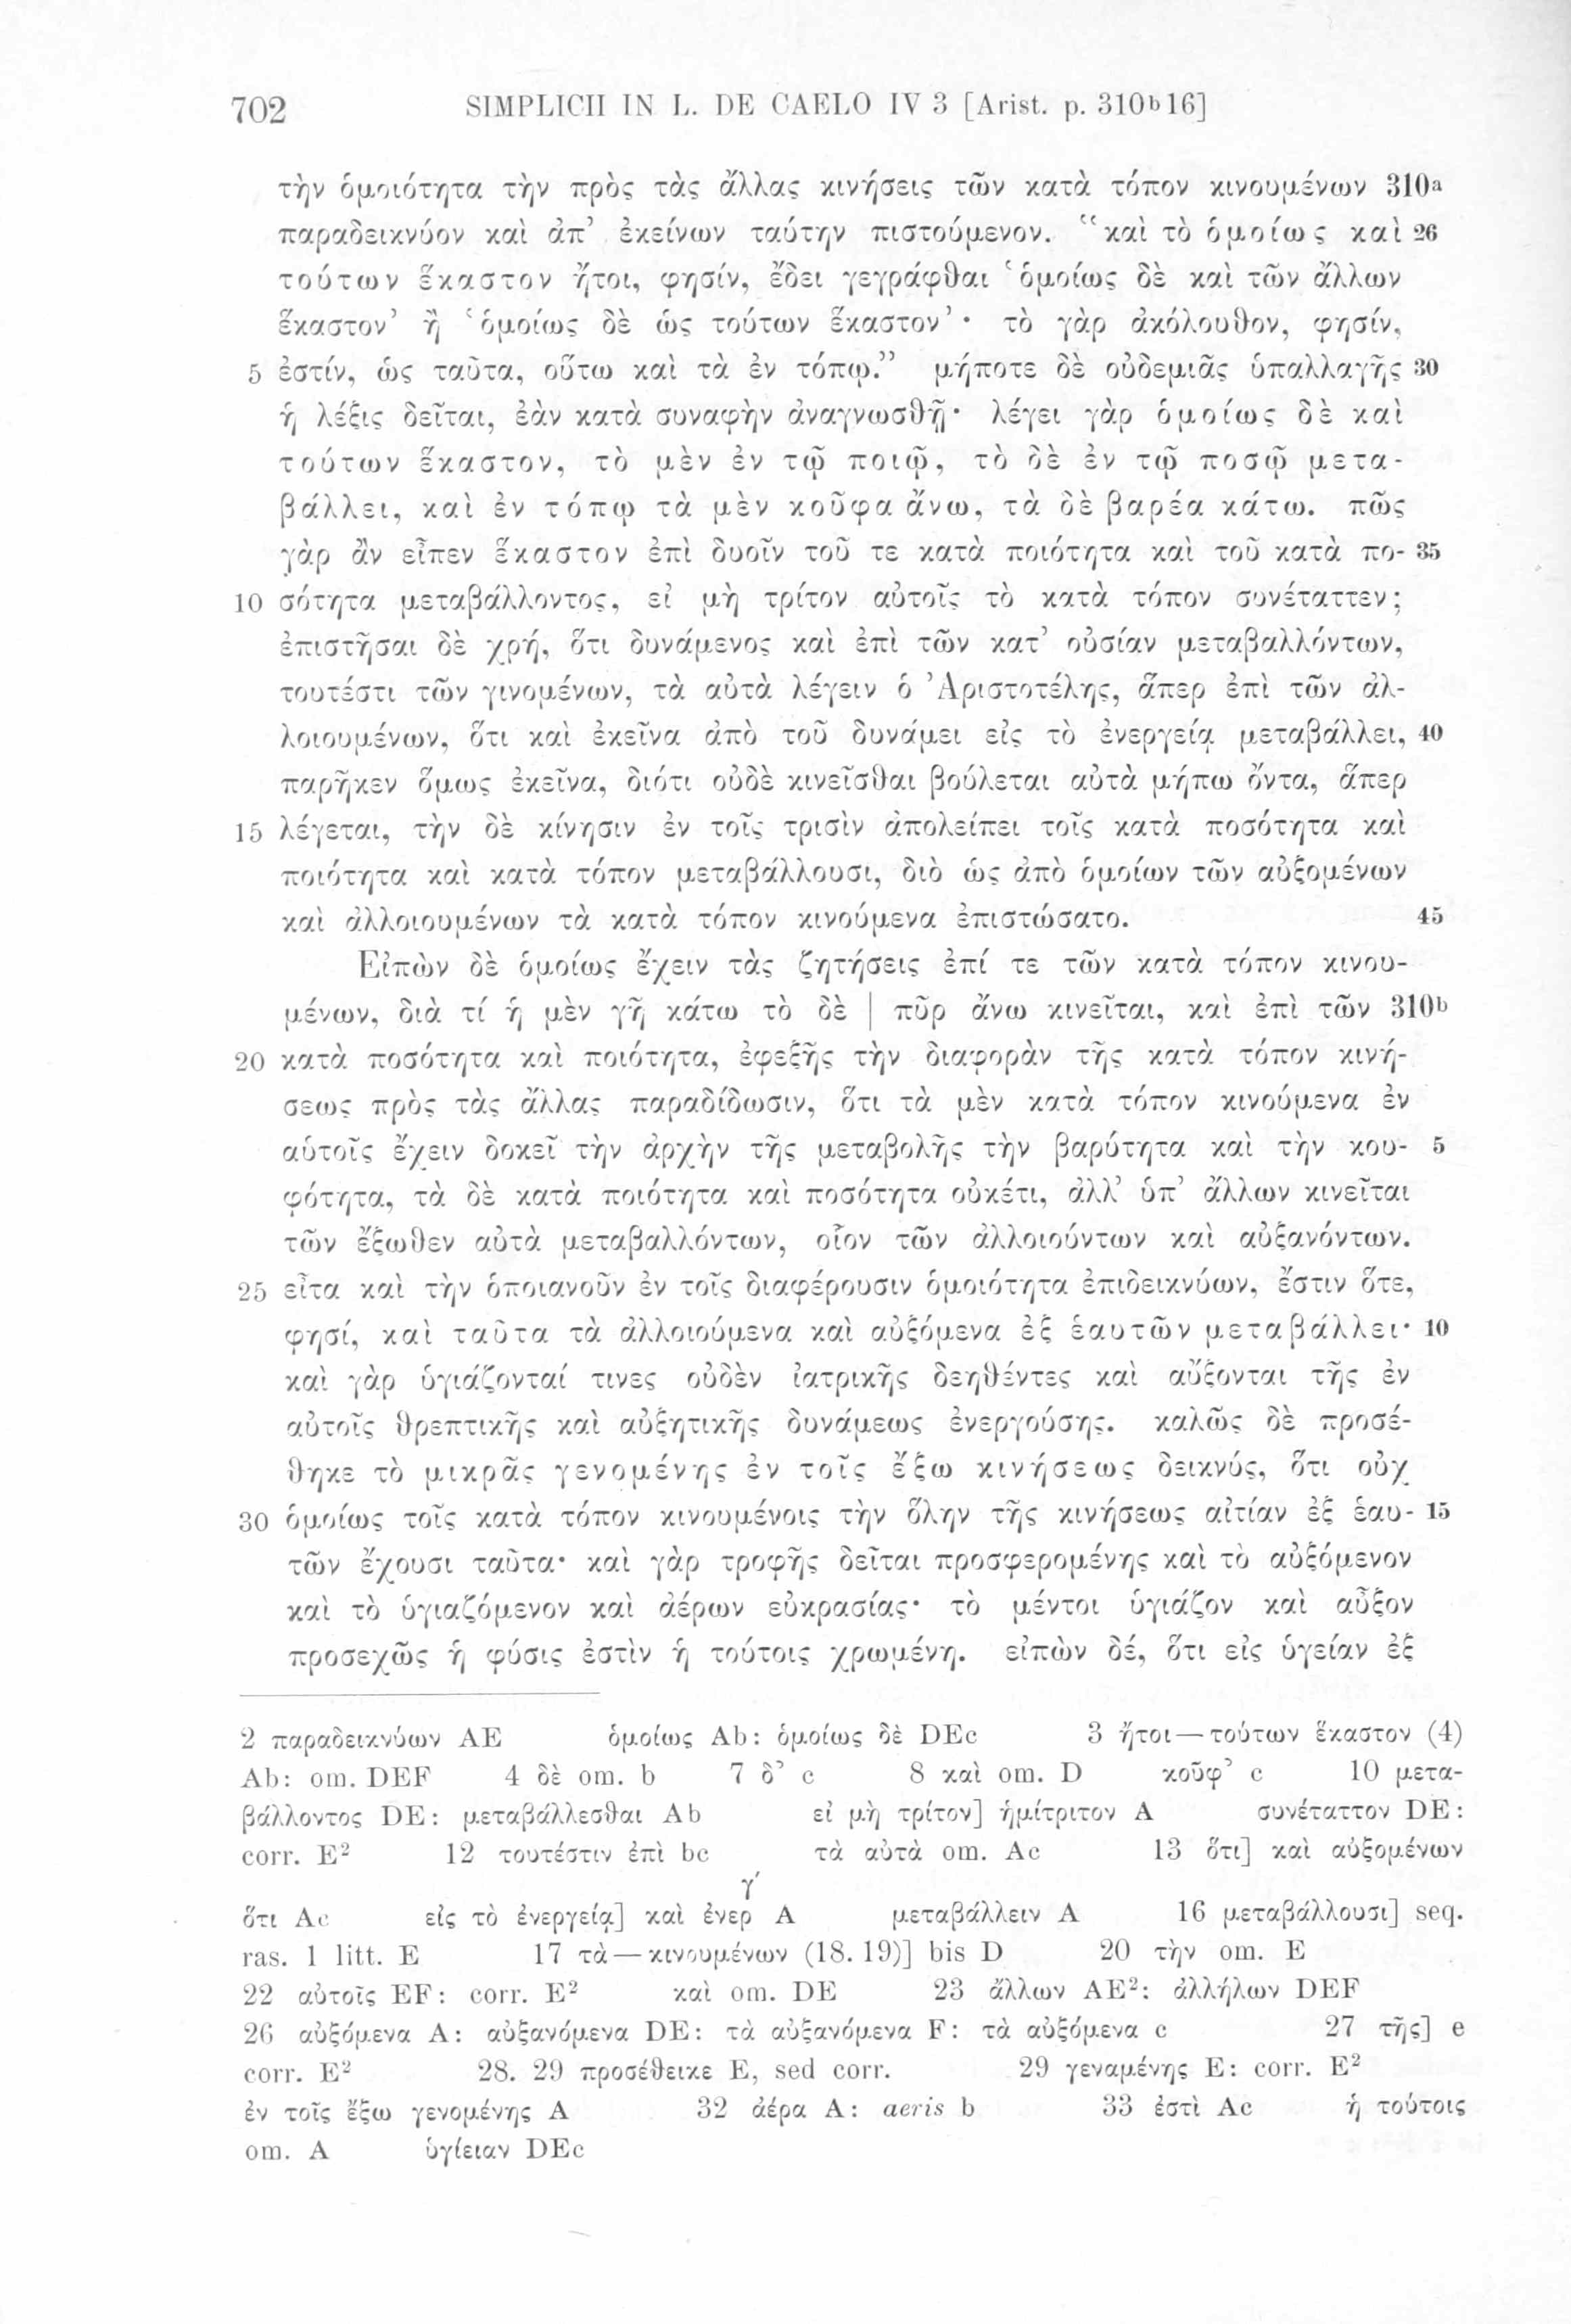 702 SIMPLICII IN L. DE CAELO IV 3 [Arist. p. 310b16]
τὴν ὁμοιότητα τὴν πρὸς τὰς ἄλλας κινήσεις τῶν κατὰ τόπον κινουμένων 310a
παραδεικνύον καὶ ἀπ’ ἐκείνων ταύτην πιστούμενον. “καὶ τὸ ὁμοίως καὶ 26
τούτων ἕκαστον ἤτοι, φησίν, ἔδει γεγράφθαι ‘ὁμοίως δὲ καὶ τῶν ἄλλων
ἕκαστον’ ἢ ‘ὁμοίως δὲ ὡς τούτων ἕκαστον’· τὸ γὰρ ἀκόλουθον, φησίν,
5 ἐστίν, ὡς ταῦτα, οὕτω καὶ τὰ ἐν τόπῳ.” μήποτε δὲ οὐδεμιᾶς ὑπαλλαγῆς 30
ἡ λέξις δεῖται, ἐὰν κατὰ συναφὴν ἀναγνωσθῇ· λέγει γὰρ ὁμοίως δὲ καὶ
τούτων ἕκαστον, τὸ μὲν ἐν τῷ ποιῷ, τὸ δὲ ἐν τῷ ποσῷ μετα-
βάλλει, καὶ ἐν τόπῳ τὰ μὲν κοῦφα ἄνω, τὰ δὲ βαρέα κάτω. πῶς
γὰρ ἂν εἶπεν ἕκαστον ἐπὶ δυοῖν τοῦ τε κατὰ ποιότητα καὶ τοῦ κατὰ πο- 35
10 σότητα μεταβάλλοντος, εἰ μὴ τρίτον αὐτοῖς τὸ κατὰ τόπον συνέταττεν;
ἐπιστῆσαι δὲ χρή, ὅτι δυνάμενος καὶ ἐπὶ τῶν κατ’ οὐσίαν μεταβαλλόντων,
τουτέστι τῶν γινομένων, τὰ αὐτὰ λέγειν ὁ Ἀριστοτέλης, ἅπερ ἐπὶ τῶν ἀλ-
λοιουμένων, ὅτι καὶ ἐκεῖνα ἀπὸ τοῦ δυνάμει εἰς τὸ ἐνεργείᾳ μεταβάλλει, 40
παρῆκεν ὅμως ἐκεῖνα, διότι οὐδὲ κινεῖσθαι βούλεται αὐτὰ μήπω ὄντα, ἅπερ
15 λέγεται, τὴν δὲ κίνησιν ἐν τοῖς τρισὶν ἀπολείπει τοῖς κατὰ ποσότητα καὶ
ποιότητα καὶ κατὰ τόπον μεταβάλλουσι, διὸ ὡς ἀπὸ ὁμοίων τῶν αὐξομένων
καὶ ἀλλοιουμένων τὰ κατὰ τόπον κινούμενα ἐπιστώσατο. 45
Εἰπὼν δὲ ὁμοίως ἔχειν τὰς ζητήσεις ἐπί τε τῶν κατὰ τόπον κινου-
μένων, διὰ τί ἡ μὲν γῆ κάτω τὸ δὲ | πῦρ ἄνω κινεῖται, καὶ ἐπὶ τῶν 310b
20 κατὰ ποσότητα καὶ ποιότητα, ἐφεξῆς τὴν διαφορὰν τῆς κατὰ τόπον κινή-
σεως πρὸς τὰς ἄλλας παραδίδωσιν, ὅτι τὰ μὲν κατὰ τόπον κινούμενα ἐν
αὑτοῖς ἔχειν δοκεῖ τὴν ἀρχὴν τῆς μεταβολῆς τὴν βαρύτητα καὶ τὴν κου- 5
φότητα, τὰ δὲ κατὰ ποιότητα καὶ ποσότητα οὐκέτι, ἀλλ’ ὑπ’ ἄλλων κινεῖται
τῶν ἔξωθεν αὐτὰ μεταβαλλόντων, οἷον τῶν ἀλλοιούντων καὶ αὐξανόντων.
25 εἶτα καὶ τὴν ὁποιανοῦν ἐν τοῖς διαφέρουσιν ὁμοιότητα ἐπιδεικνύων, ἔστιν ὅτε,
φησί, καὶ ταῦτα τὰ ἀλλοιούμενα καὶ αὐξόμενα ἐξ ἑαυτῶν μεταβάλλει· 10
καὶ γὰρ ὑγιάζονταί τινες οὐδὲν ἰατρικῆς δεηθέντες καὶ αὔξονται τῆς ἐν
αὐτοῖς θρεπτικῆς καὶ αὐξητικῆς δυνάμεως ἐνεργούσης. καλῶς δὲ προσέ-
θηκε τὸ μικρᾶς γενομένης ἐν τοῖς ἔξω κινήσεως δεικνύς, ὅτι οὐχ
30 ὁμοίως τοῖς κατὰ τόπον κινουμένοις τὴν ὅλην τῆς κινήσεως αἰτίαν ἐξ ἑαυ- 15
τῶν ἔχουσι ταῦτα· καὶ γὰρ τροφῆς δεῖται προσφερομένης καὶ τὸ αὐξόμενον
καὶ τὸ ὑγιαζόμενον καὶ ἀέρων εὐκρασίας· τὸ μέντοι ὑγιάζον καὶ αὖξον
προσεχῶς ἡ φύσις ἐστὶν ἡ τούτοις χρωμένη. εἰπὼν δέ, ὅτι εἰς ὑγείαν ἐξ
2 παραδεικνύων AE ὁμοίως Ab: ὁμοίως δὲ DEc 3 ἤτοι—τούτων ἕκαστον (4)
Ab: om. DEF 4 δὲ om. b 7 δ’ c 8 καὶ om. D κοῦφ’ c 10 μετα-
βάλλοντος DE: μεταβάλλεσθαι Ab εἰ μὴ τρίτον] ἡμίτριτον A συνέταττον DE:
corr. E² 12 τουτέστιν ἐπὶ bc τὰ αὐτὰ om. Ac 13 ὅτι] καὶ αὐξομένων
ὅτι Ac εἰς τὸ ἐνεργείᾳ] καὶ ἐνερ γ´ A μεταβάλλειν A 16 μεταβάλλουσι] seq.
ras. 1 litt. E 17 τὰ—κινουμένων (18. 19)] bis D 20 τὴν om. E
22 αὐτοῖς EF: corr. E² καὶ om. DE 23 ἄλλων AE²: ἀλλήλων DEF
26 αὐξόμενα A: αὐξανόμενα DE: τὰ αὐξανόμενα F: τὰ αὐξόμενα c 27 τῆς] e
corr. E² 28. 29 προσέθεικε E, sed corr. 29 γεναμένης E: corr. E²
ἐν τοῖς ἔξω γενομένης A 32 ἀέρα A: aeris b 33 ἐστὶ Ac ἡ τούτοις
om. A ὑγίειαν DEc